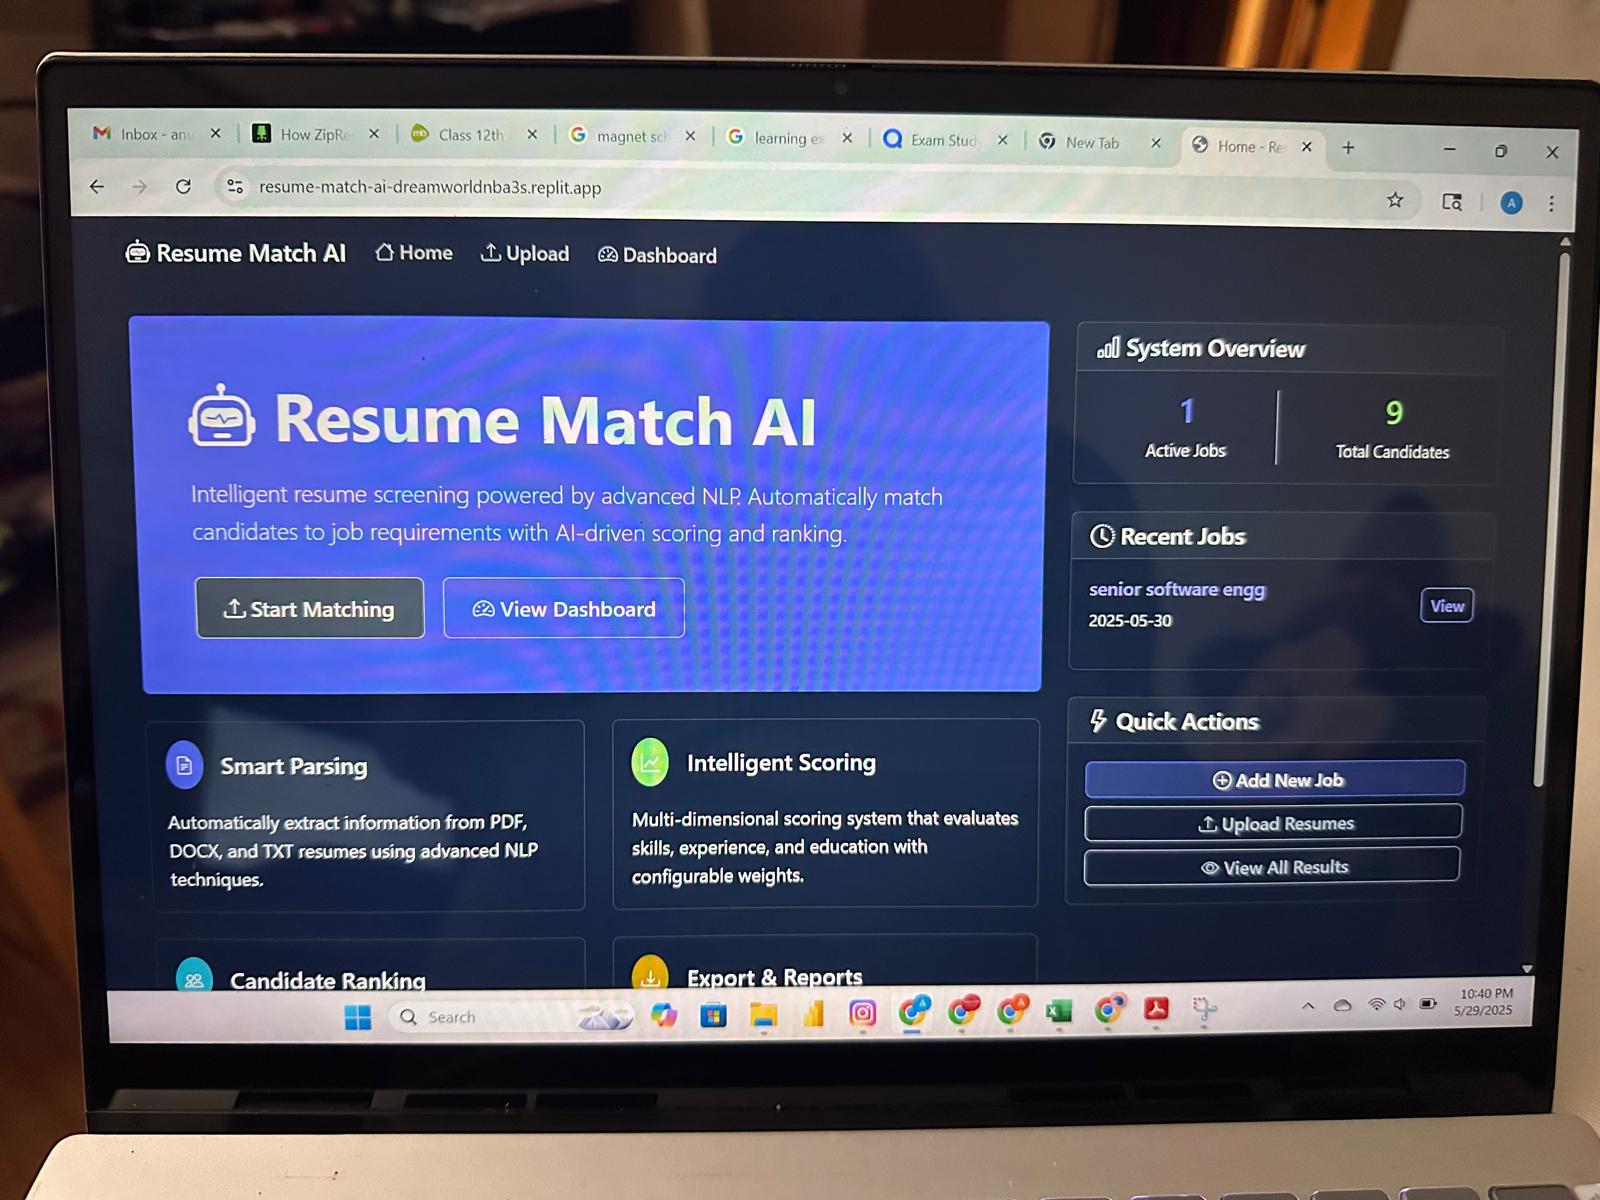 Inbox - anu
How ZipRe
Class 12th
magnet sch
learning e
Exam Stud
New Tab
Home - Re
resume-match-ai-dreamworldnba3s.replit.app
A
Resume Match AI
Home
Upload
Dashboard
Resume Match AI
Intelligent resume screening powered by advanced NLP. Automatically match
candidates to job requirements with AI-driven scoring and ranking.
Start Matching
View Dashboard
Smart Parsing
Automatically extract information from PDF,
DOCX, and TXT resumes using advanced NLP
techniques.
Intelligent Scoring
Multi-dimensional scoring system that evaluates
skills, experience, and education with
configurable weights.
Candidate Ranking
Export & Reports
System Overview
1
Active Jobs
9
Total Candidates
Recent Jobs
senior software engg
2025-05-30
View
Quick Actions
Add New Job
Upload Resumes
View All Results
Search
10:40 PM
5/29/2025